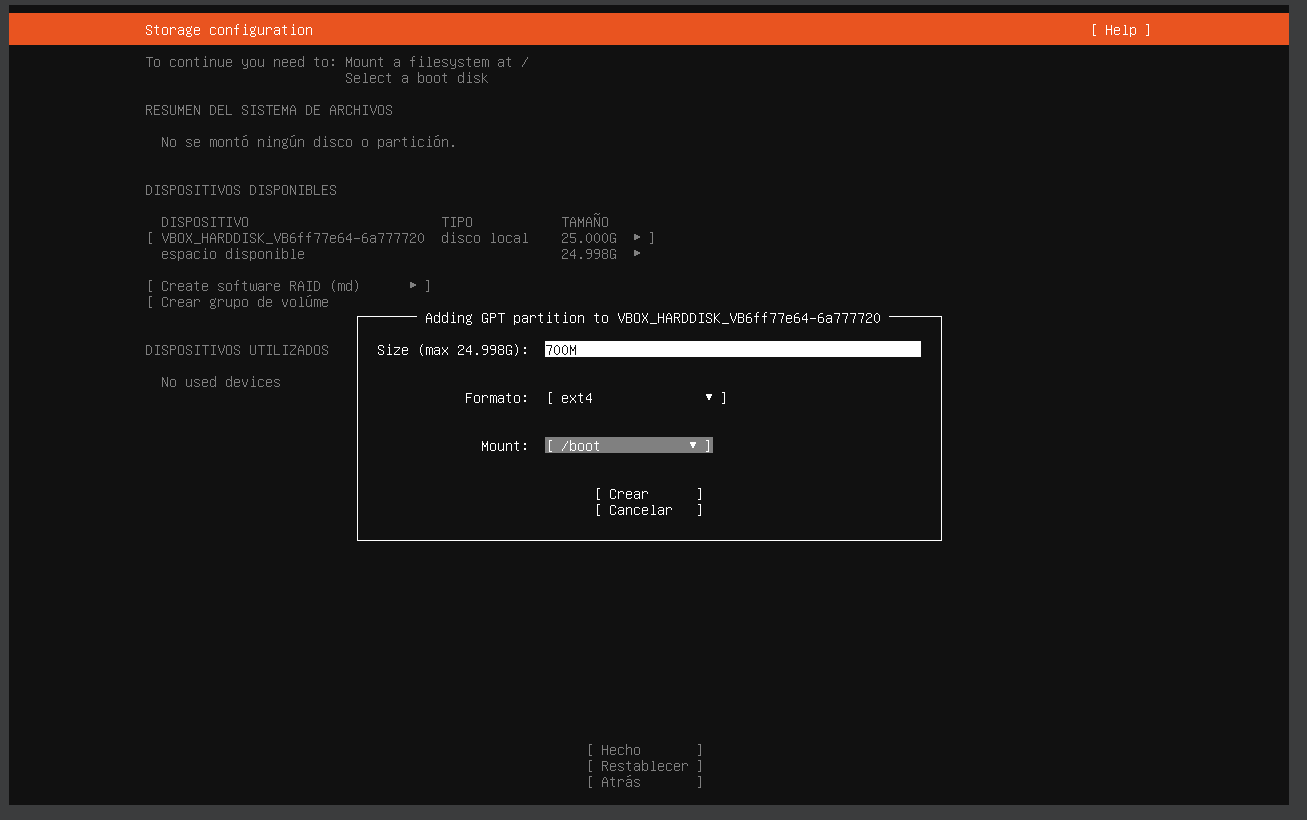 Storage configuration [ Help ]
To continue you need to: Mount a filesystem at /
Select a boot disk
RESUMEN DEL SISTEMA DE ARCHIVOS
No se montó ningún disco o partición.
DISPOSITIVOS DISPONIBLES
DISPOSITIVO TIPO TAMAÑO
[ VBOX_HARDDISK_VB6ff77e64-6a777720 disco local 25.000G ▸ ]
espacio disponible 24.998G ▸
[ Create software RAID (md) ▸ ]
[ Crear grupo de volúme
Adding GPT partition to VBOX_HARDDISK_VB6ff77e64-6a777720
DISPOSITIVOS UTILIZADOS
Size (max 24.998G): 700M
No used devices
Formato: [ ext4 ▾ ]
Mount: [ /boot ▾ ]
[ Crear ]
[ Cancelar ]
[ Hecho ]
[ Restablecer ]
[ Atrás ]